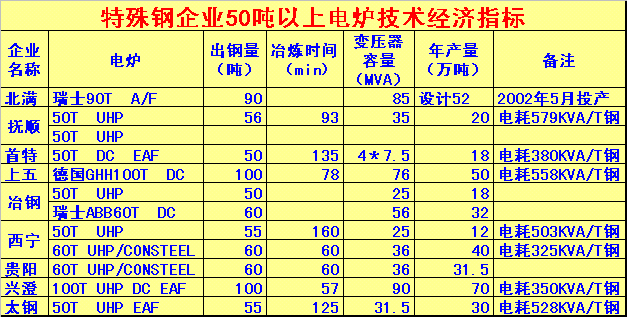 特殊钢企业50吨以上电炉技术经济指标
企业名称 电炉 出钢量（吨） 冶炼时间（min） 变压器容量（MVA） 年产量（万吨） 备注
北满 瑞士90T A/F 90 85 设计52 2002年5月投产
抚顺 50T UHP 56 93 35 20 电耗579KVA/T钢
50T UHP
首特 50T DC EAF 50 135 4*7.5 18 电耗380KVA/T钢
上五 德国GHH100T DC 100 78 76 50 电耗558KVA/T钢
冶钢 50T UHP 50 25 18
瑞士ABB60T DC 60 56 32
西宁 50T UHP 55 160 25 12 电耗503KVA/T钢
60T UHP/CONSTEEL 60 60 36 40 电耗325KVA/T钢
贵阳 60T UHP/CONSTEEL 60 60 36 31.5
兴澄 100T UHP DC EAF 100 57 90 70 电耗350KVA/T钢
太钢 50T UHP EAF 55 125 31.5 30 电耗528KVA/T钢